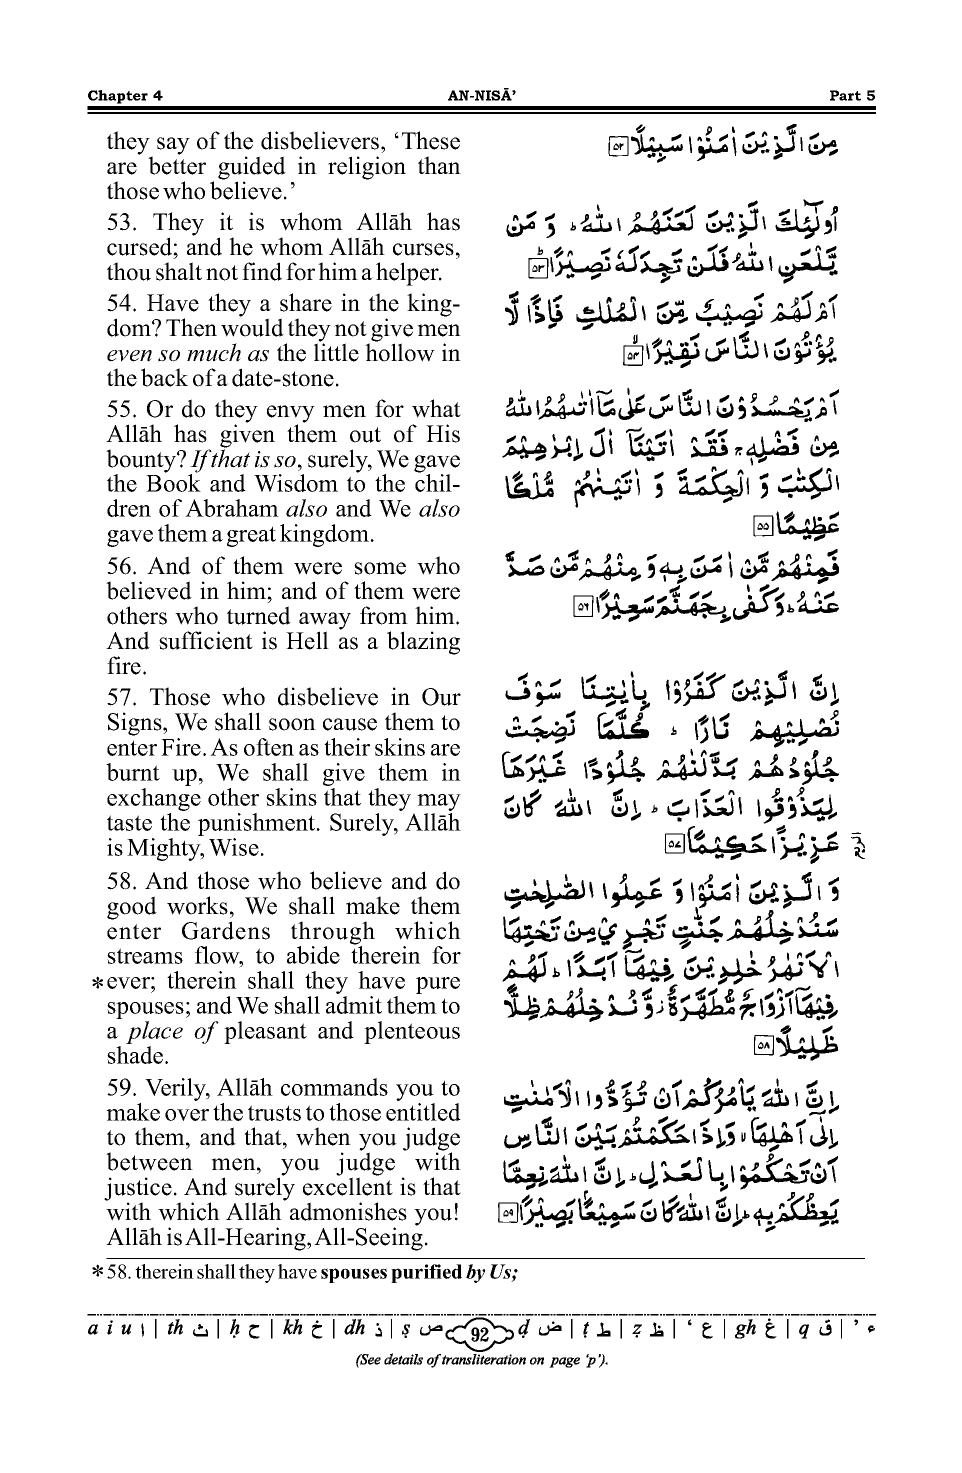 Chapter 4 AN-NISĀ’ Part 5
they say of the disbelievers, ‘These
are better guided in religion than
those who believe.’
53. They it is whom Allāh has
cursed; and he whom Allāh curses,
thou shalt not find for him a helper.
54. Have they a share in the king-
dom? Then would they not give men
even so much as the little hollow in
the back of a date-stone.
55. Or do they envy men for what
Allāh has given them out of His
bounty? If that is so, surely, We gave
the Book and Wisdom to the chil-
dren of Abraham also and We also
gave them a great kingdom.
56. And of them were some who
believed in him; and of them were
others who turned away from him.
And sufficient is Hell as a blazing
fire.
57. Those who disbelieve in Our
Signs, We shall soon cause them to
enter Fire. As often as their skins are
burnt up, We shall give them in
exchange other skins that they may
taste the punishment. Surely, Allāh
is Mighty, Wise.
58. And those who believe and do
good works, We shall make them
enter Gardens through which
streams flow, to abide therein for
*ever; therein shall they have pure
spouses; and We shall admit them to
a place of pleasant and plenteous
shade.
59. Verily, Allāh commands you to
make over the trusts to those entitled
to them, and that, when you judge
between men, you judge with
justice. And surely excellent is that
with which Allāh admonishes you!
Allāh is All-Hearing, All-Seeing.
مِنَ الَّذِيْنَ اٰمَنُوْا سَبِيْلًا ۵۲
اُولٰٓئِكَ الَّذِيْنَ لَعَنَهُمُ اللّٰهُ ؕ وَ مَنْ
يَّلْعَنِ اللّٰهُ فَلَنْ تَجِدَ لَهٗ نَصِيْرًا ؕ ۵۳
اَمْ لَهُمْ نَصِيْبٌ مِّنَ الْمُلْكِ فَاِذًا لَّا
يُؤْتُوْنَ النَّاسَ نَقِيْرًا ۙ ۵۴
اَمْ يَحْسُدُوْنَ النَّاسَ عَلٰى مَاۤ اٰتٰىهُمُ اللّٰهُ
مِنْ فَضْلِهٖ ۚ فَقَدْ اٰتَيْنَاۤ اٰلَ اِبْرٰهِيْمَ
الْكِتٰبَ وَ الْحِكْمَةَ وَ اٰتَيْنٰهُمْ مُّلْكًا
عَظِيْمًا ۵۵
فَمِنْهُمْ مَّنْ اٰمَنَ بِهٖ وَ مِنْهُمْ مَّنْ صَدَّ
عَنْهُ ؕ وَ كَفٰى بِجَهَنَّمَ سَعِيْرًا ۵۶
اِنَّ الَّذِيْنَ كَفَرُوْا بِاٰيٰتِنَا سَوْفَ
نُصْلِيْهِمْ نَارًا ؕ كُلَّمَا نَضِجَتْ
جُلُوْدُهُمْ بَدَّلْنٰهُمْ جُلُوْدًا غَيْرَهَا
لِيَذُوْقُوا الْعَذَابَ ؕ اِنَّ اللّٰهَ كَانَ
عَزِيْزًا حَكِيْمًا ۵۷
وَ الَّذِيْنَ اٰمَنُوْا وَ عَمِلُوا الصّٰلِحٰتِ
سَنُدْخِلُهُمْ جَنّٰتٍ تَجْرِيْ مِنْ تَحْتِهَا
الْاَنْهٰرُ خٰلِدِيْنَ فِيْهَاۤ اَبَدًا ؕ لَهُمْ
فِيْهَاۤ اَزْوَاجٌ مُّطَهَّرَةٌ ؗ وَّ نُدْخِلُهُمْ ظِلًّا
ظَلِيْلًا ۵۸
اِنَّ اللّٰهَ يَاْمُرُكُمْ اَنْ تُؤَدُّوا الْاَمٰنٰتِ
اِلٰۤى اَهْلِهَا ۙ وَ اِذَا حَكَمْتُمْ بَيْنَ النَّاسِ
اَنْ تَحْكُمُوْا بِالْعَدْلِ ؕ اِنَّ اللّٰهَ نِعِمَّا
يَعِظُكُمْ بِهٖ ؕ اِنَّ اللّٰهَ كَانَ سَمِيْعًۢا بَصِيْرًا ۵۹
*58. therein shall they have spouses purified by Us;
a i u ا | th ث | ḥ ح | kh خ | dh ذ | ṣ ص 92 ḍ ض | ṭ ط | ẓ ظ | ‘ ع | gh غ | q ق | ’ ء
(See details of transliteration on page ‘p’).